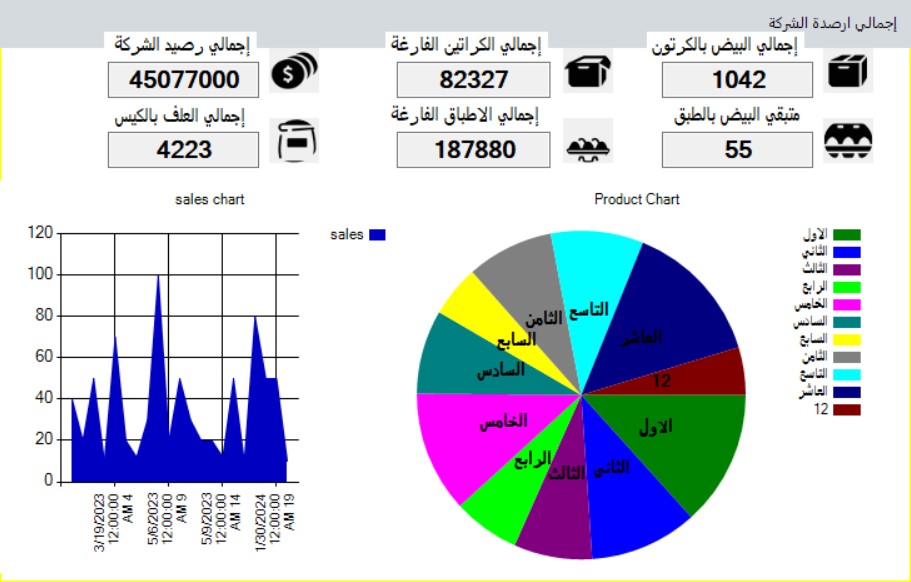 إجمالي ارصدة الشركة
إجمالي البيض بالكرتون
1042
إجمالي الكراتين الفارغة
82327
إجمالي رصيد الشركة
45077000
متبقي البيض بالطبق
55
إجمالي الاطباق الفارغة
187880
إجمالي العلف بالكيس
4223
sales chart
120
100
80
60
40
20
0
3/19/2023
12:00:00
AM 4
5/6/2023
12:00:00
AM 9
5/9/2023
12:00:00
AM 14
1/30/2024
12:00:00
AM 19
sales
Product Chart
التاسع
الثامن
العاشر
السابع
السادس
12
الخامس
الاول
الرابع
الثالث
الثاني
الاول
الثاني
الثالث
الرابع
الخامس
السادس
السابع
الثامن
التاسع
العاشر
12